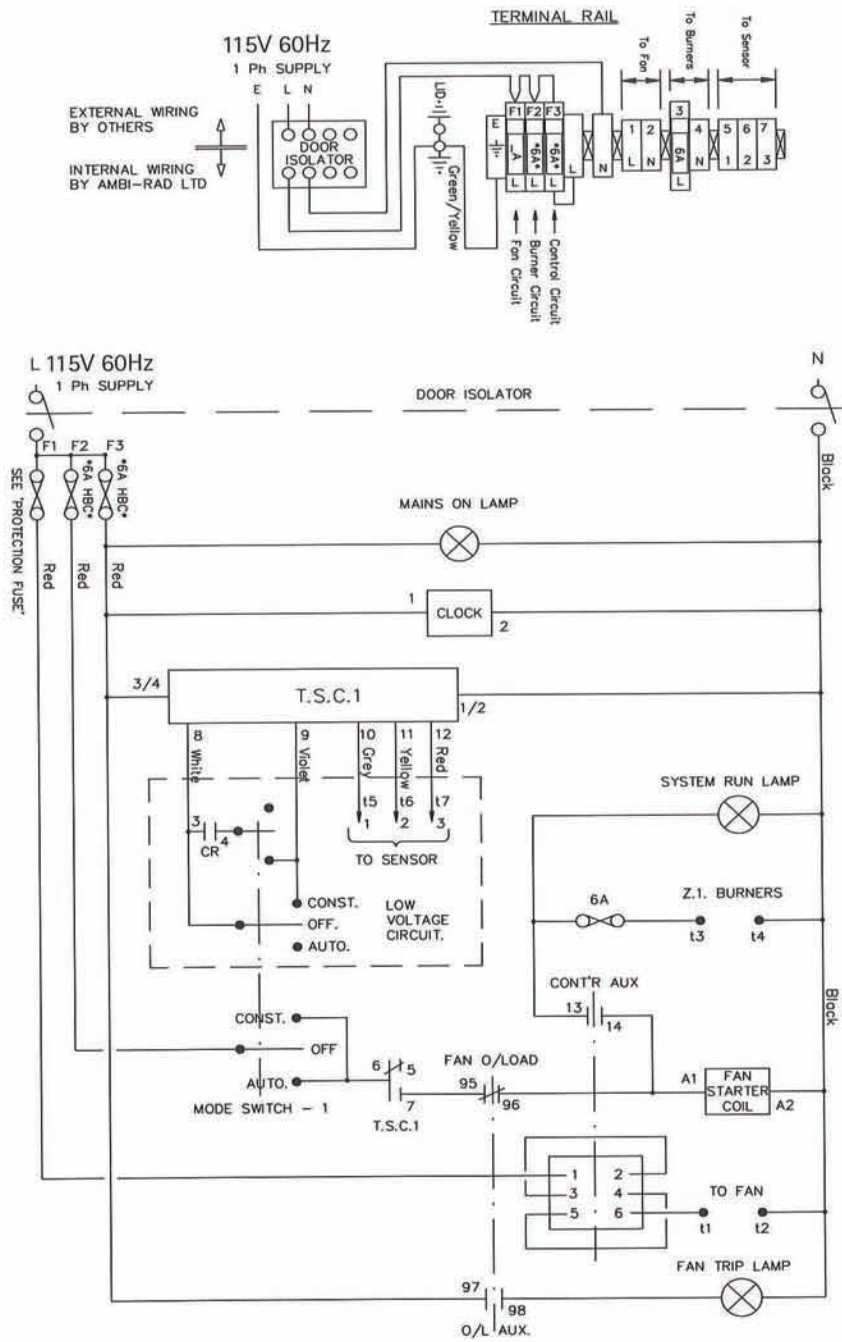 TERMINAL RAIL
115V 60Hz
1 Ph SUPPLY
E L N
EXTERNAL WIRING
BY OTHERS
INTERNAL WIRING
BY AMBI-RAD LTD
DOOR
ISOLATOR
LID
Green/Yellow
To Fan
To Burners
To Sensor
E F1 F2 F3
_A *6A* *6A*
L L L L N
1 2
L N
3
6A
L
4
N
5 6 7
1 2 3
Fan Circuit
Burner Circuit
Control Circuit
L 115V 60Hz
1 Ph SUPPLY
N
DOOR ISOLATOR
F1 F2 F3
SEE 'PROTECTION FUSE'
*6A HBC*
*6A HBC*
Red
Red
Red
Black
MAINS ON LAMP
1 CLOCK 2
3/4 T.S.C.1 1/2
8 9 10 11 12
White
Violet
Grey
Yellow
Red
t5 t6 t7
1 2 3
TO SENSOR
3 CR 4
CONST.
OFF.
AUTO.
LOW
VOLTAGE
CIRCUIT.
SYSTEM RUN LAMP
6A
Z.1. BURNERS
t3 t4
CONT'R AUX
13 14
Black
CONST.
OFF
AUTO.
MODE SWITCH - 1
6 5
7
T.S.C.1
FAN O/LOAD
95 96
A1 FAN
STARTER
COIL A2
1 2
3 4
5 6
TO FAN
t1 t2
FAN TRIP LAMP
97 98
O/L AUX.